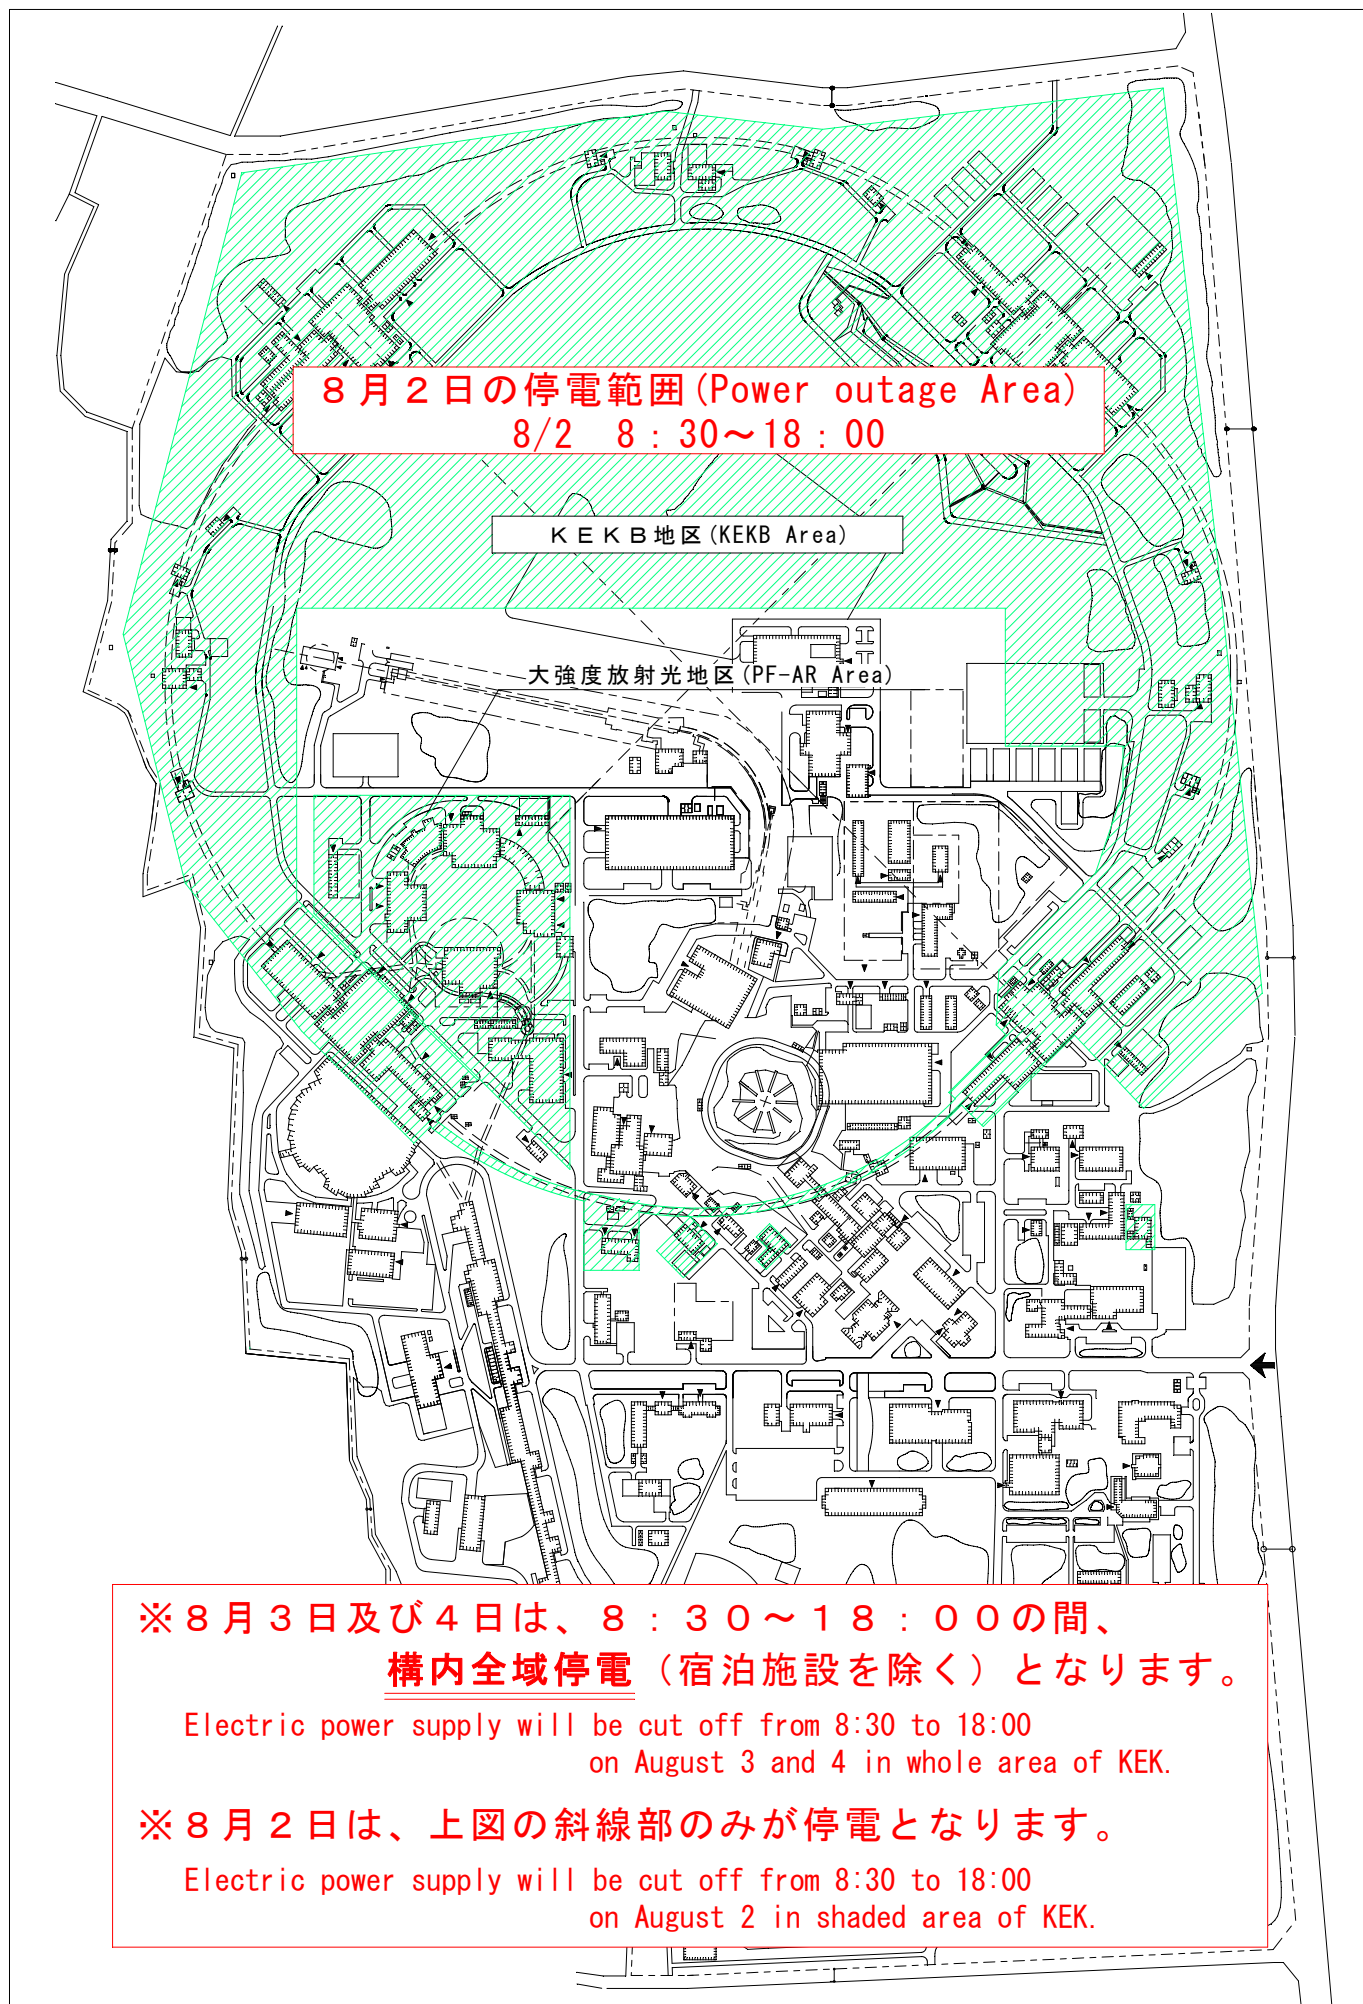 ８月２日の停電範囲(Power outage Area)
8/2　8：30～18：00
ＫＥＫＢ地区(KEKB Area)
大強度放射光地区(PF-AR Area)
※８月３日及び４日は、８：３０～１８：００の間、
構内全域停電（宿泊施設を除く）となります。
Electric power supply will be cut off from 8:30 to 18:00
on August 3 and 4 in whole area of KEK.
※８月２日は、上図の斜線部のみが停電となります。
Electric power supply will be cut off from 8:30 to 18:00
on August 2 in shaded area of KEK.